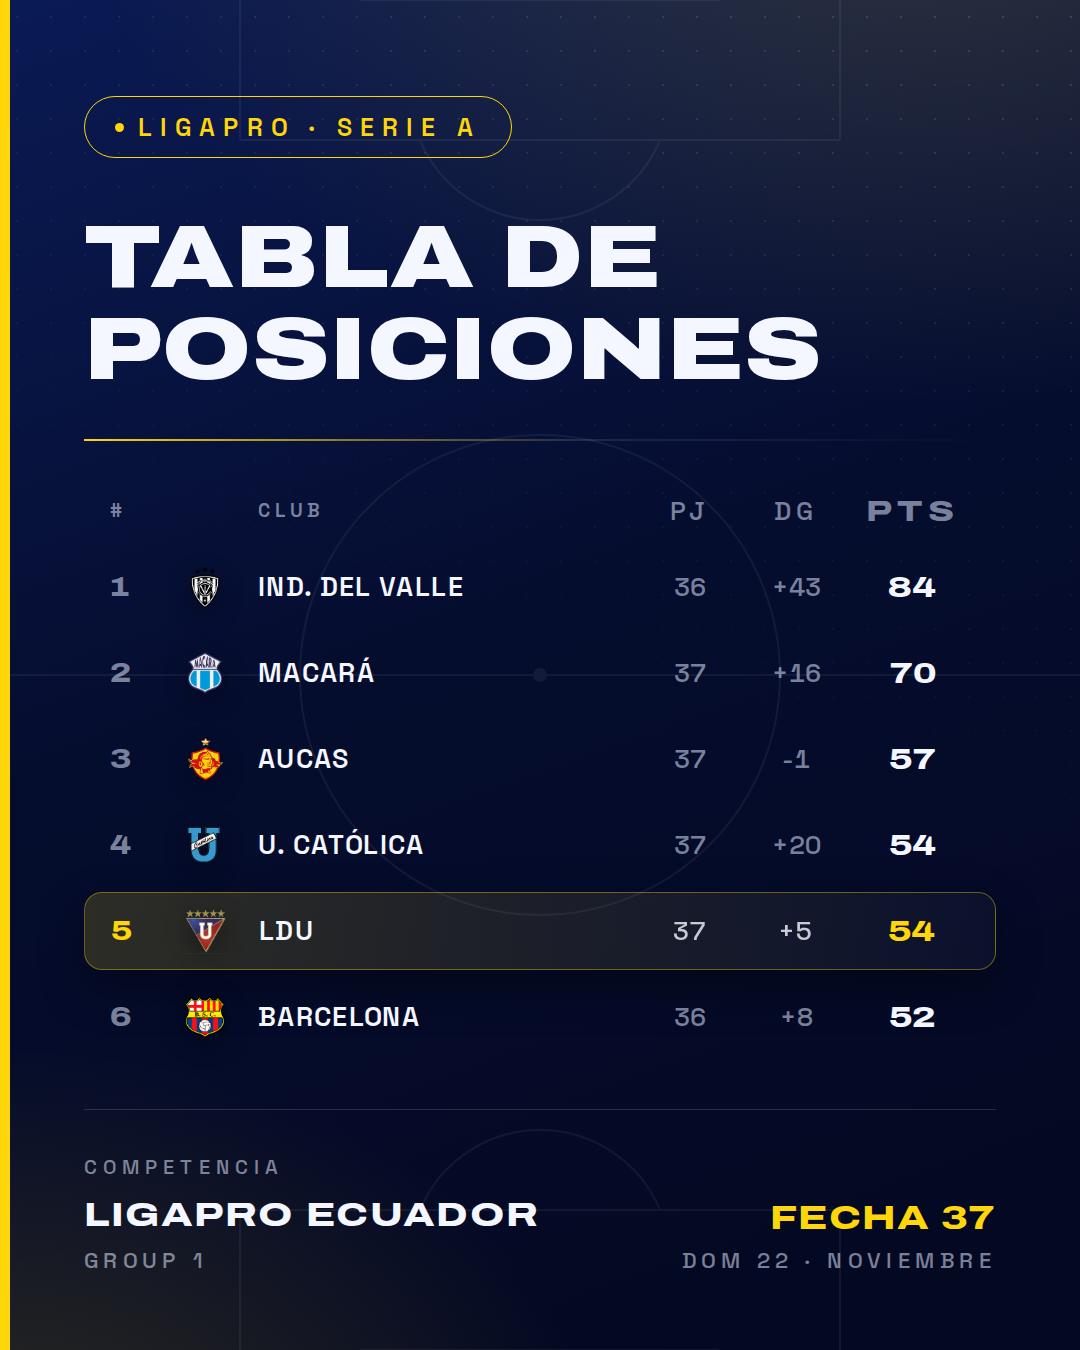 LIGAPRO · SERIE A
TABLA DE
POSICIONES
# CLUB PJ DG PTS
1 IND. DEL VALLE 36 +43 84
2 MACARÁ 37 +16 70
3 AUCAS 37 -1 57
4 U. CATÓLICA 37 +20 54
5 LDU 37 +5 54
6 BARCELONA 36 +8 52
COMPETENCIA
LIGAPRO ECUADOR
FECHA 37
GROUP 1
DOM 22 · NOVIEMBRE